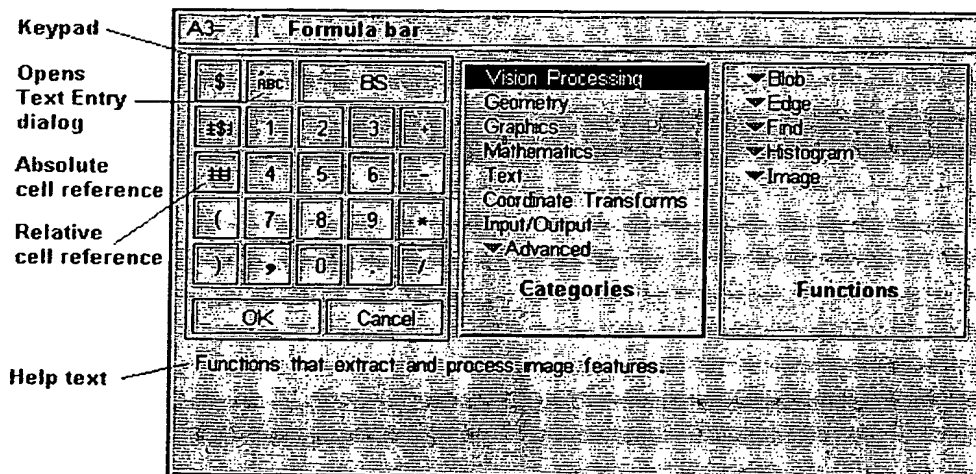 Keypad
Opens
Text Entry
dialog
Absolute
cell reference
Relative
cell reference
Help text
A3= Formula bar
$ ABC BS
1 2 3 +
4 5 6 -
( 7 8 9 *
) , 0 . /
OK Cancel
Vision Processing
Geometry
Graphics
Mathematics
Text
Coordinate Transforms
Input/Output
Advanced
Categories
Blob
Edge
Find
Histogram
Image
Functions
Functions that extract and process image features.